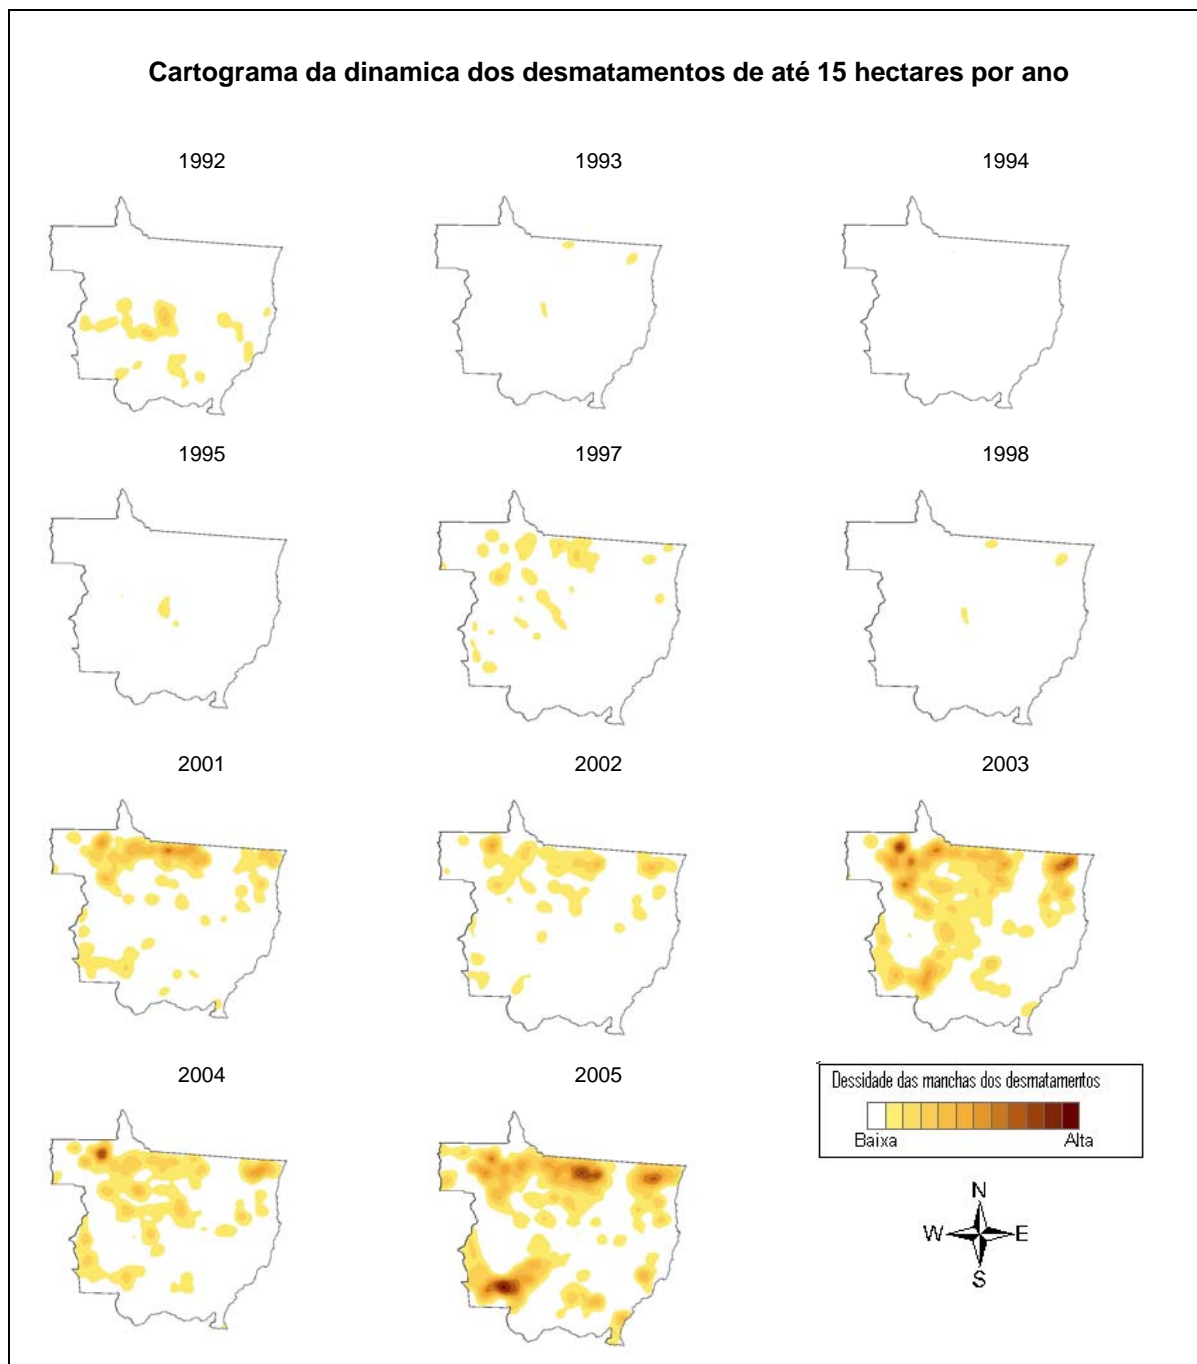 Cartograma da dinamica dos desmatamentos de até 15 hectares por ano
1992
1993
1994
1995
1997
1998
2001
2002
2003
2004
2005
Dessidade das manchas dos desmatamentos
Baixa
Alta
N
W
E
S